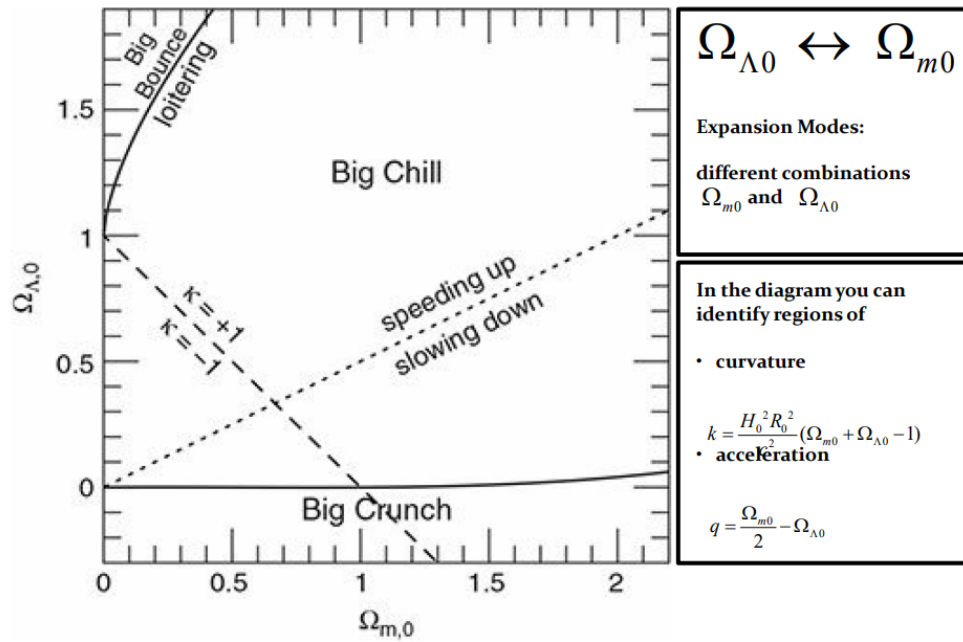 Big
Bounce
loitering
1.5
Big Chill
1
Ω_Λ,0
κ = +1
κ = -1
speeding up
slowing down
0.5
0
Big Crunch
0
0.5
1
1.5
2
Ω_m,0
Ω_Λ0 ↔ Ω_m0
Expansion Modes:
different combinations
Ω_m0 and Ω_Λ0
In the diagram you can
identify regions of
• curvature
k = H_0^2 R_0^2 / c^2 (Ω_m0 + Ω_Λ0 − 1)
• acceleration
q = Ω_m0 / 2 − Ω_Λ0